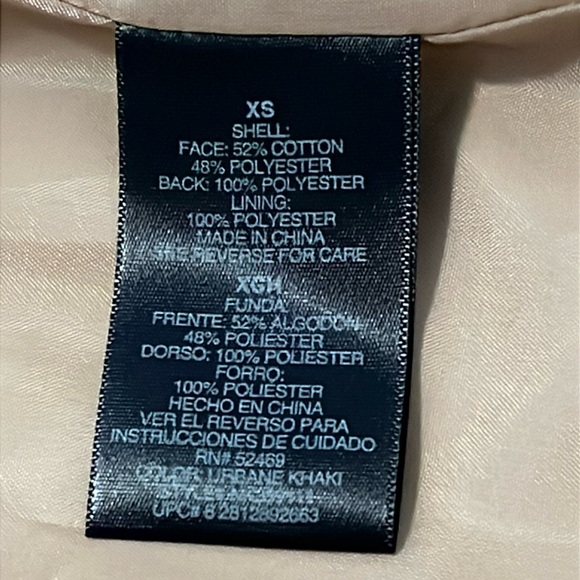 XS
SHELL:
FACE: 52% COTTON
48% POLYESTER
BACK: 100% POLYESTER
LINING:
100% POLYESTER
MADE IN CHINA
SEE REVERSE FOR CARE
XCH
FUNDA:
FRENTE: 52% ALGODON
48% POLIESTER
DORSO: 100% POLIESTER
FORRO:
100% POLIESTER
HECHO EN CHINA
VER EL REVERSO PARA
INSTRUCCIONES DE CUIDADO
RN# 52469
COLOR: URBANE KHAKI
UPC#